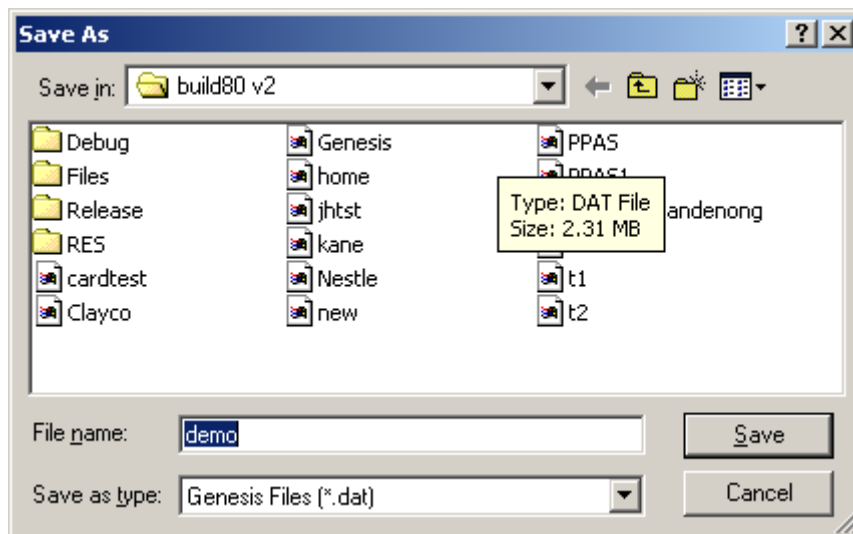 Save As
Save in: build80 v2
Debug Genesis PPAS
Files home PPAS1
Release jhtst andenong
RES kane
cardtest Nestle t1
Clayco new t2
Type: DAT File
Size: 2.31 MB
File name: demo Save
Save as type: Genesis Files (*.dat) Cancel